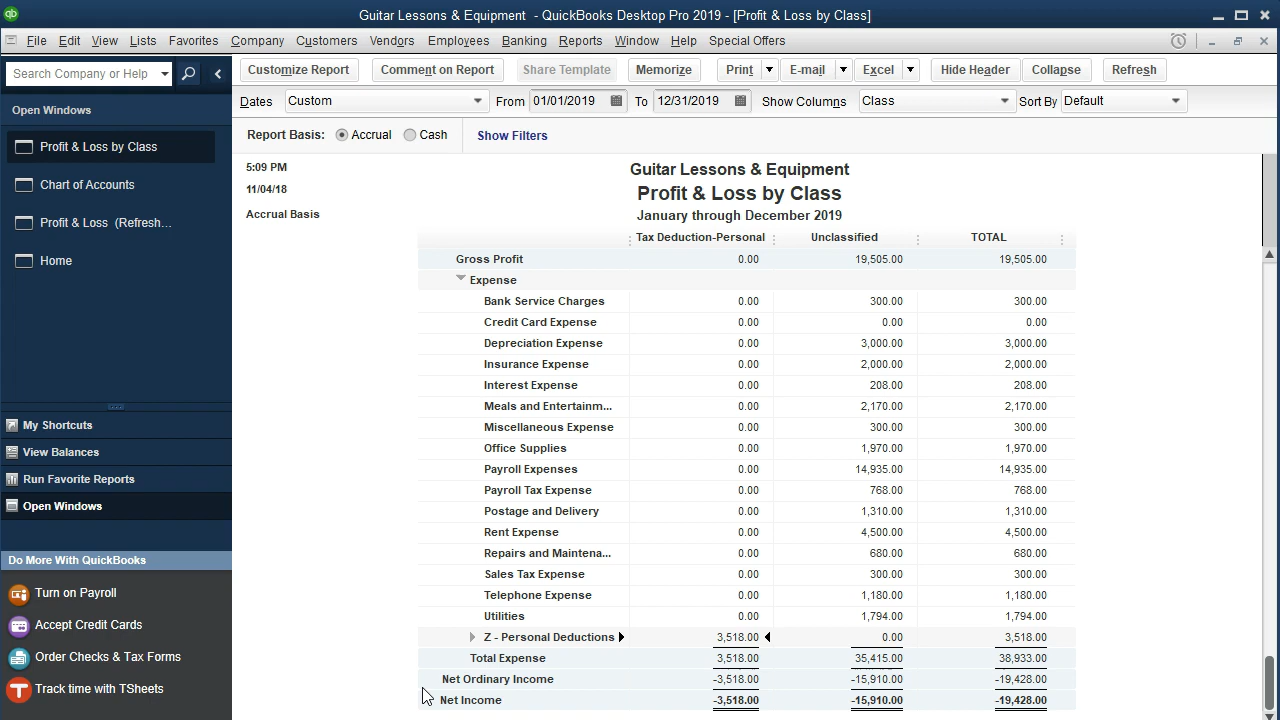 qb Guitar Lessons & Equipment - QuickBooks Desktop Pro 2019 - [Profit & Loss by Class]
File Edit View Lists Favorites Company Customers Vendors Employees Banking Reports Window Help Special Offers
Search Company or Help
Customize Report Comment on Report Share Template Memorize Print E-mail Excel Hide Header Collapse Refresh
Dates Custom From 01/01/2019 To 12/31/2019 Show Columns Class Sort By Default
Report Basis: Accrual Cash Show Filters
Open Windows
Profit & Loss by Class
Chart of Accounts
Profit & Loss (Refresh...
Home
My Shortcuts
View Balances
Run Favorite Reports
Open Windows
Do More With QuickBooks
Turn on Payroll
Accept Credit Cards
Order Checks & Tax Forms
T Track time with TSheets
5:09 PM
11/04/18
Accrual Basis
Guitar Lessons & Equipment
Profit & Loss by Class
January through December 2019
Tax Deduction-Personal Unclassified TOTAL
Gross Profit 0.00 19,505.00 19,505.00
Expense
Bank Service Charges 0.00 300.00 300.00
Credit Card Expense 0.00 0.00 0.00
Depreciation Expense 0.00 3,000.00 3,000.00
Insurance Expense 0.00 2,000.00 2,000.00
Interest Expense 0.00 208.00 208.00
Meals and Entertainm... 0.00 2,170.00 2,170.00
Miscellaneous Expense 0.00 300.00 300.00
Office Supplies 0.00 1,970.00 1,970.00
Payroll Expenses 0.00 14,935.00 14,935.00
Payroll Tax Expense 0.00 768.00 768.00
Postage and Delivery 0.00 1,310.00 1,310.00
Rent Expense 0.00 4,500.00 4,500.00
Repairs and Maintena... 0.00 680.00 680.00
Sales Tax Expense 0.00 300.00 300.00
Telephone Expense 0.00 1,180.00 1,180.00
Utilities 0.00 1,794.00 1,794.00
Z - Personal Deductions 3,518.00 0.00 3,518.00
Total Expense 3,518.00 35,415.00 38,933.00
Net Ordinary Income -3,518.00 -15,910.00 -19,428.00
Net Income -3,518.00 -15,910.00 -19,428.00